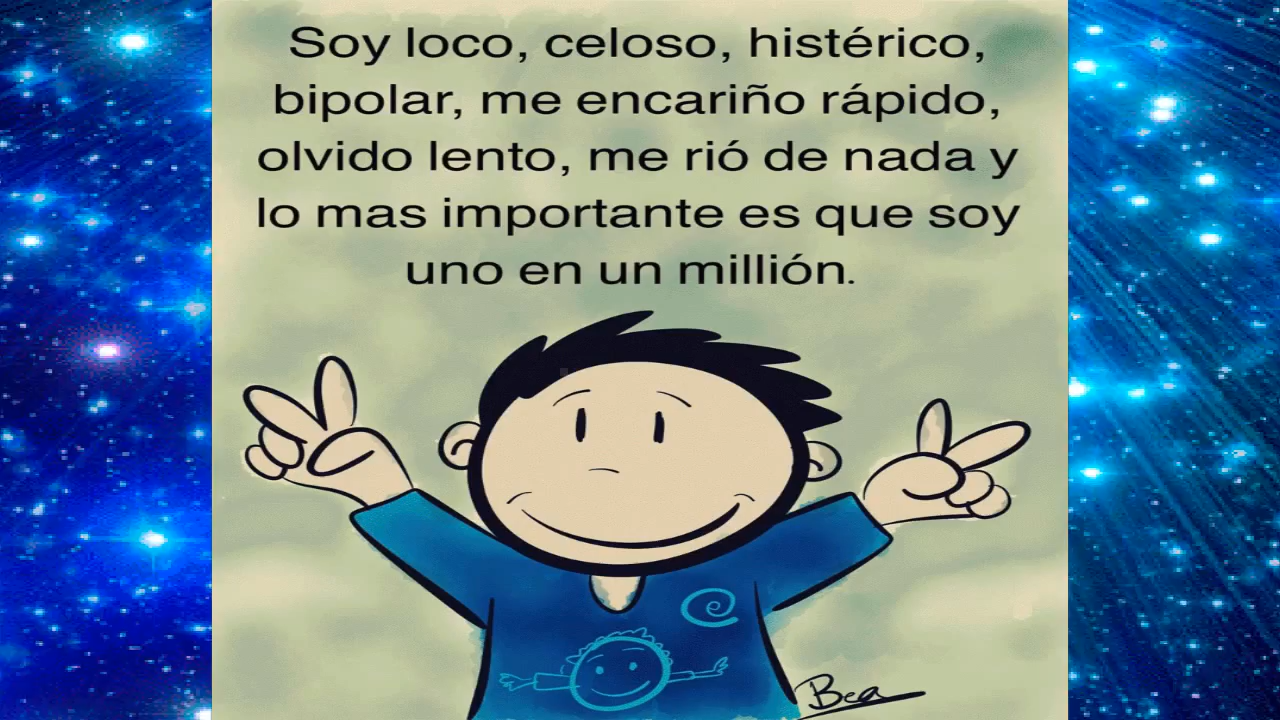 Soy loco, celoso, histérico,
bipolar, me encariño rápido,
olvido lento, me rió de nada y
lo mas importante es que soy
uno en un millión.
Bea